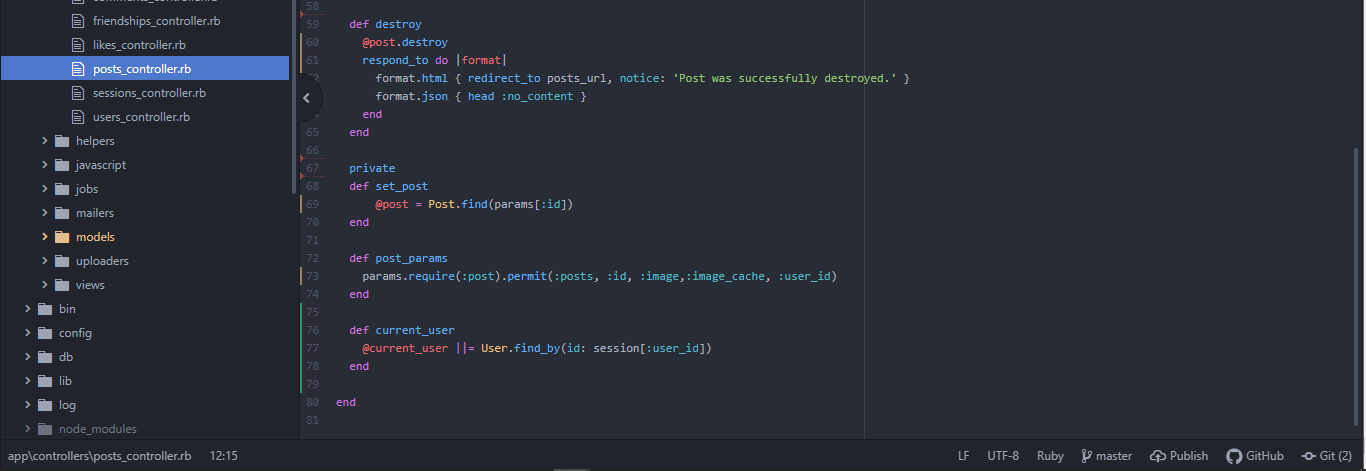 comments_controller.rb
friendships_controller.rb
likes_controller.rb
posts_controller.rb
sessions_controller.rb
users_controller.rb
helpers
javascript
jobs
mailers
models
uploaders
views
bin
config
db
lib
log
node_modules
58
59 def destroy
60 @post.destroy
61 respond_to do |format|
format.html { redirect_to posts_url, notice: 'Post was successfully destroyed.' }
format.json { head :no_content }
end
65 end
66
67 private
68 def set_post
69 @post = Post.find(params[:id])
70 end
71
72 def post_params
73 params.require(:post).permit(:posts, :id, :image,:image_cache, :user_id)
74 end
75
76 def current_user
77 @current_user ||= User.find_by(id: session[:user_id])
78 end
79
80 end
81
app\controllers\posts_controller.rb 12:15 LF UTF-8 Ruby master Publish GitHub Git (2)